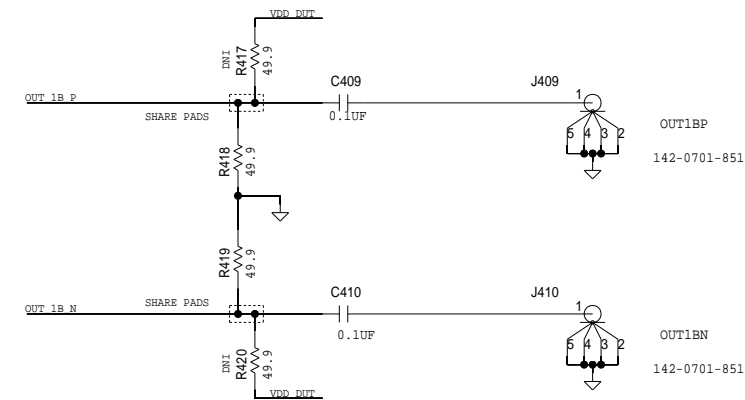 VDD_DUT
DNI
R417
49.9
C409
J409
OUT_1B_P
SHARE PADS
0.1UF
1
5 4 3 2
OUT1BP
142-0701-851
R418
49.9
R419
49.9
C410
J410
OUT_1B_N
SHARE PADS
0.1UF
1
5 4 3 2
OUT1BN
142-0701-851
DNI
R420
49.9
VDD_DUT